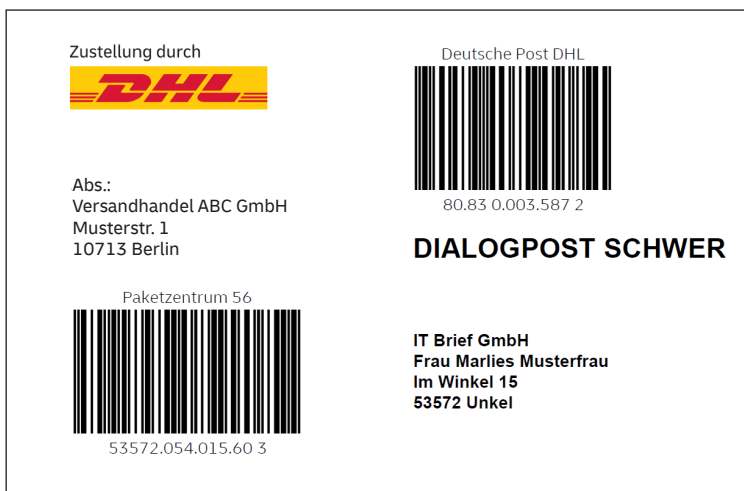 Zustellung durch
DHL
Abs.:
Versandhandel ABC GmbH
Musterstr. 1
10713 Berlin
Paketzentrum 56
53572.054.015.60 3
Deutsche Post DHL
80.83 0.003.587 2
DIALOGPOST SCHWER
IT Brief GmbH
Frau Marlies Musterfrau
Im Winkel 15
53572 Unkel